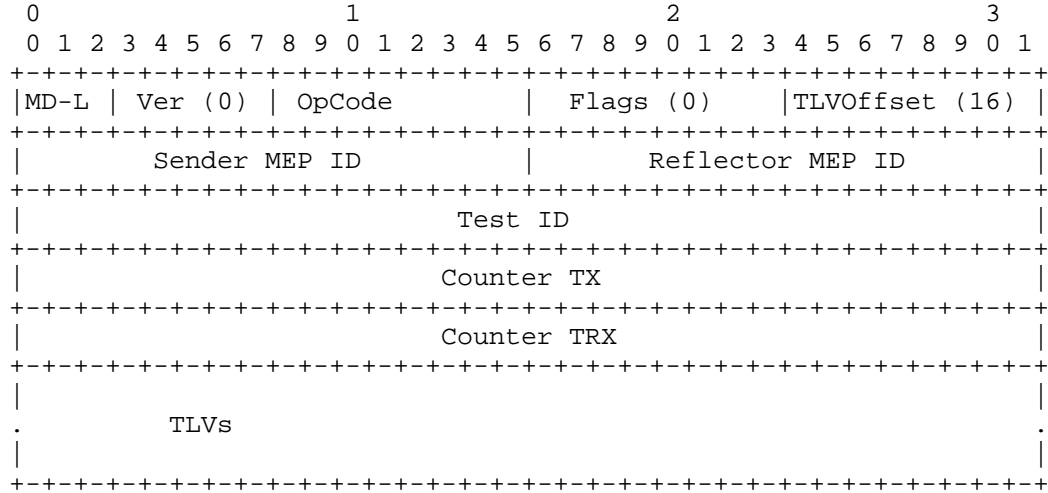 0                   1                   2                   3
 0 1 2 3 4 5 6 7 8 9 0 1 2 3 4 5 6 7 8 9 0 1 2 3 4 5 6 7 8 9 0 1
+-+-+-+-+-+-+-+-+-+-+-+-+-+-+-+-+-+-+-+-+-+-+-+-+-+-+-+-+-+-+-+-+
|MD-L | Ver (0) | OpCode        |  Flags (0)    |TLVOffset (16) |
+-+-+-+-+-+-+-+-+-+-+-+-+-+-+-+-+-+-+-+-+-+-+-+-+-+-+-+-+-+-+-+-+
|        Sender MEP ID          |       Reflector MEP ID        |
+-+-+-+-+-+-+-+-+-+-+-+-+-+-+-+-+-+-+-+-+-+-+-+-+-+-+-+-+-+-+-+-+
|                           Test ID                             |
+-+-+-+-+-+-+-+-+-+-+-+-+-+-+-+-+-+-+-+-+-+-+-+-+-+-+-+-+-+-+-+-+
|                          Counter TX                           |
+-+-+-+-+-+-+-+-+-+-+-+-+-+-+-+-+-+-+-+-+-+-+-+-+-+-+-+-+-+-+-+-+
|                          Counter TRX                          |
+-+-+-+-+-+-+-+-+-+-+-+-+-+-+-+-+-+-+-+-+-+-+-+-+-+-+-+-+-+-+-+-+
|                                                               |
.         TLVs                                                  .
|                                                               |
+-+-+-+-+-+-+-+-+-+-+-+-+-+-+-+-+-+-+-+-+-+-+-+-+-+-+-+-+-+-+-+-+